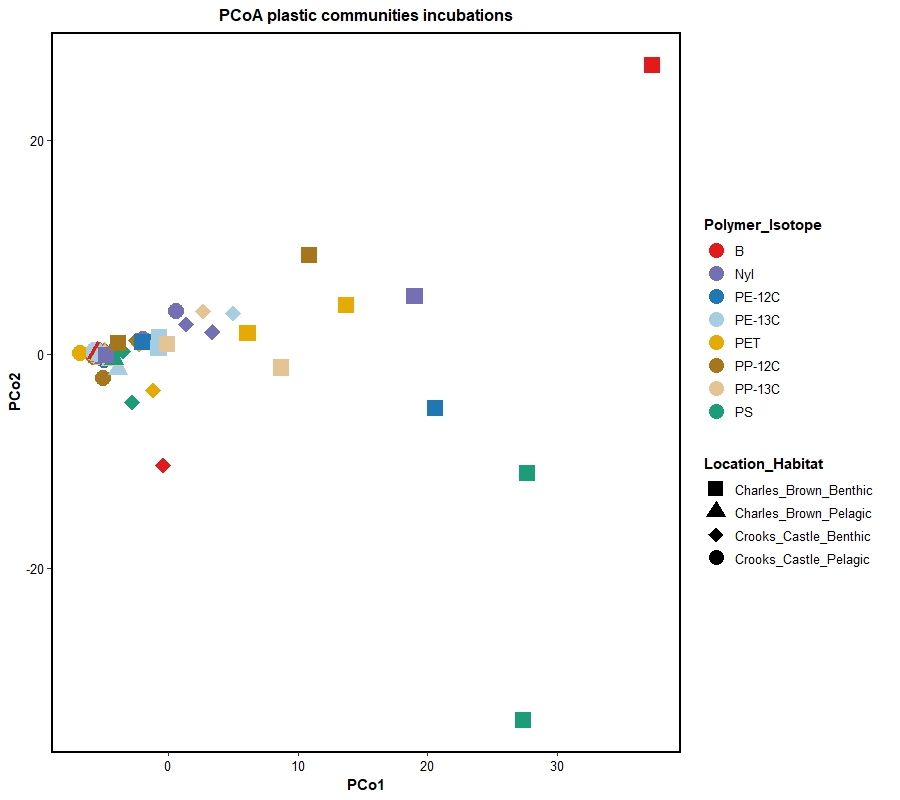 PCoA plastic communities incubations
20
0
-20
PCo2
0 10 20 30
PCo1
Polymer_Isotope
B
Nyl
PE-12C
PE-13C
PET
PP-12C
PP-13C
PS
Location_Habitat
Charles_Brown_Benthic
Charles_Brown_Pelagic
Crooks_Castle_Benthic
Crooks_Castle_Pelagic